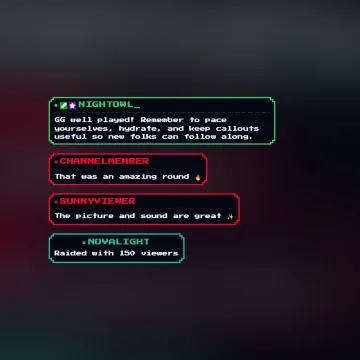 NIGHTOWL_
GG well played! Remember to pace
yourselves, hydrate, and keep callouts
useful so new folks can follow along.
CHANNELMEMBER
That was an amazing round 🔥
SUNNYVIEWER
The picture and sound are great ✨
NOVALIGHT
Raided with 150 viewers